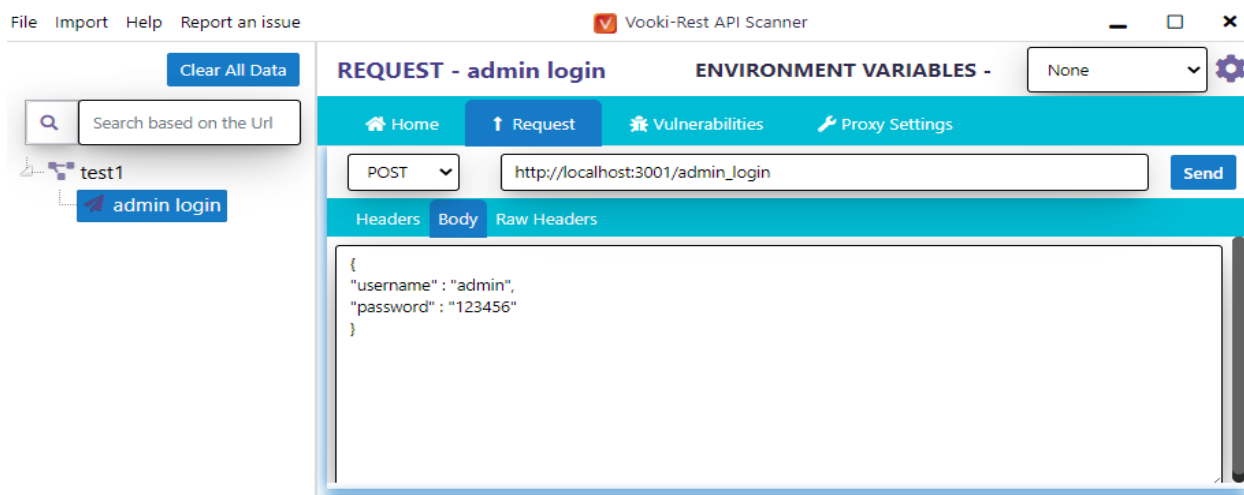 File Import Help Report an issue
Vooki-Rest API Scanner
Clear All Data
REQUEST - admin login
ENVIRONMENT VARIABLES -
None
Search based on the Url
Home
Request
Vulnerabilities
Proxy Settings
test1
admin login
POST
http://localhost:3001/admin_login
Send
Headers Body Raw Headers
{
"username" : "admin",
"password" : "123456"
}